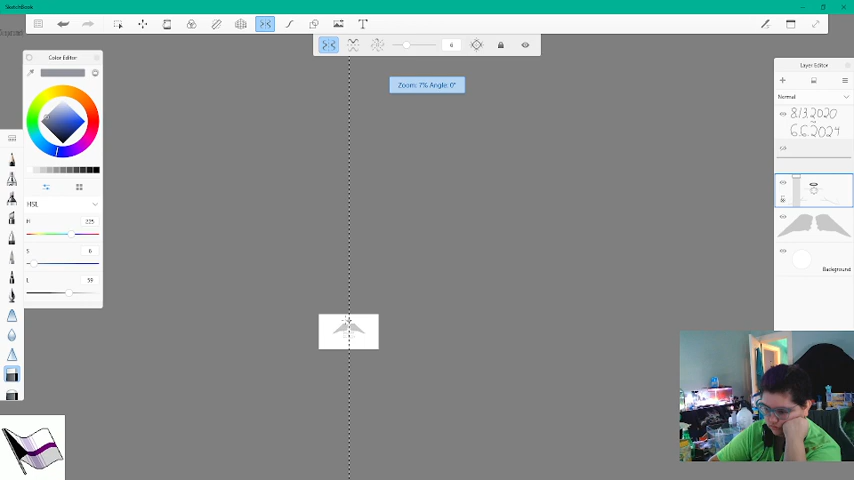 SketchBook
Color Editor
HSL
H 225
S 6
L 59
6
Zoom: 7% Angle: 0°
Layer Editor
Normal
8.13.2020
6.6.2024
Background